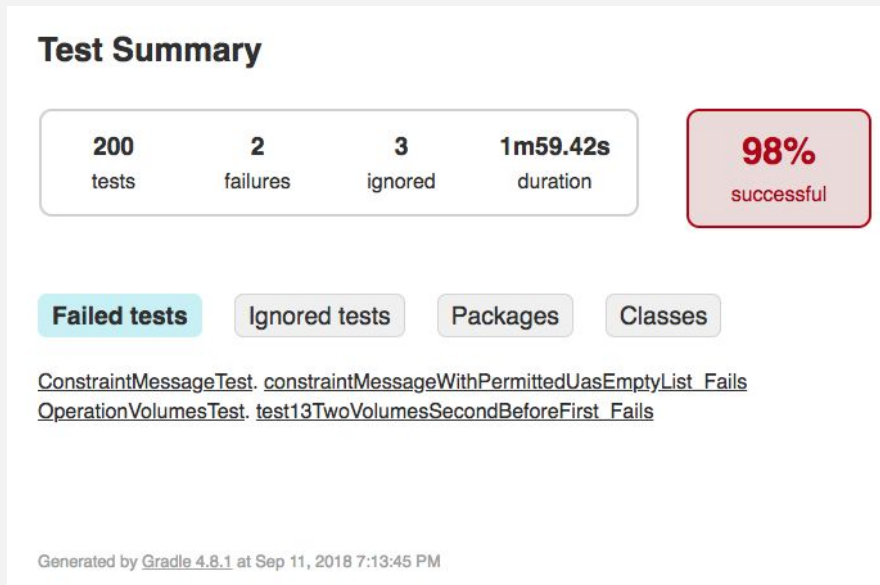 Test Summary
200 2 3 1m59.42s
tests failures ignored duration
98%
successful
Failed tests Ignored tests Packages Classes
ConstraintMessageTest. constraintMessageWithPermittedUasEmptyList_Fails
OperationVolumesTest. test13TwoVolumesSecondBeforeFirst_Fails
Generated by Gradle 4.8.1 at Sep 11, 2018 7:13:45 PM